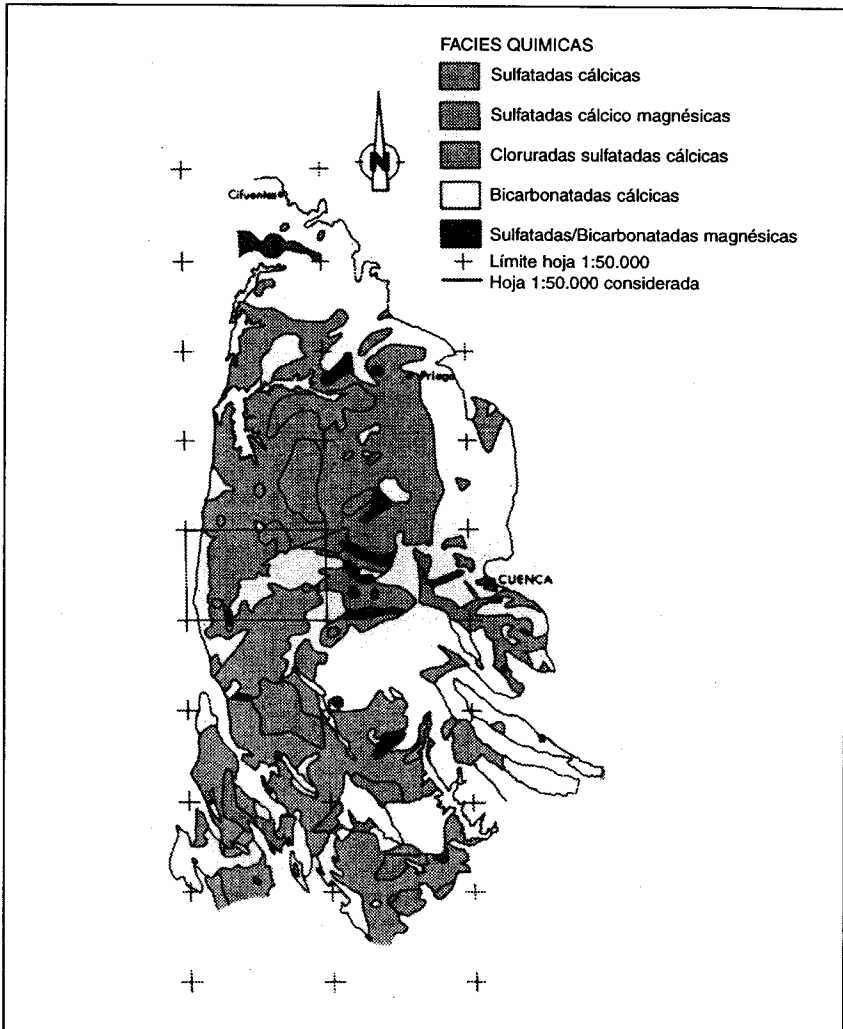 FACIES QUIMICAS
Sulfatadas cálcicas
Sulfatadas cálcico magnésicas
Cloruradas sulfatadas cálcicas
Bicarbonatadas cálcicas
Sulfatadas/Bicarbonatadas magnésicas
Límite hoja 1:50.000
Hoja 1:50.000 considerada
N
Cifuentes
Priego
CUENCA